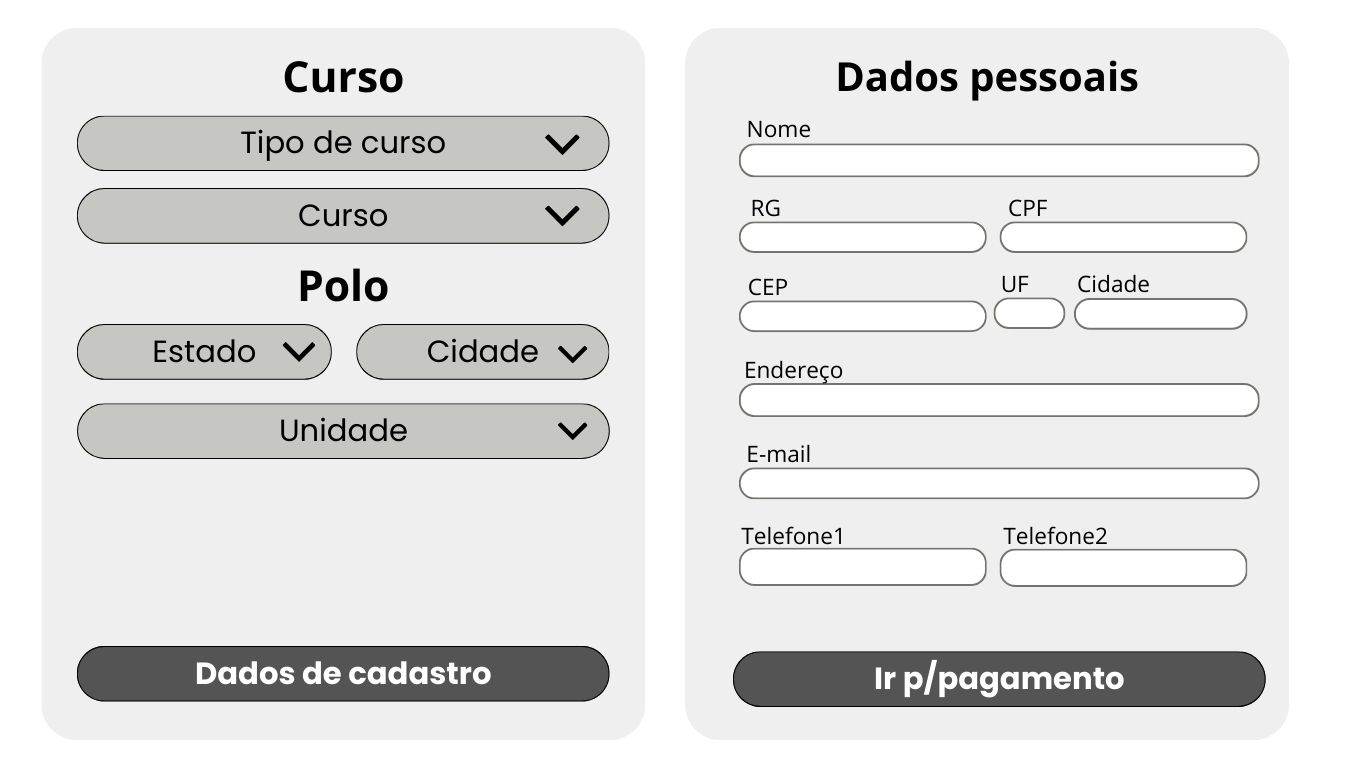 Curso
Tipo de curso
Curso
Polo
Estado
Cidade
Unidade
Dados de cadastro
Dados pessoais
Nome
RG
CPF
CEP
UF
Cidade
Endereço
E-mail
Telefone1
Telefone2
Ir p/pagamento